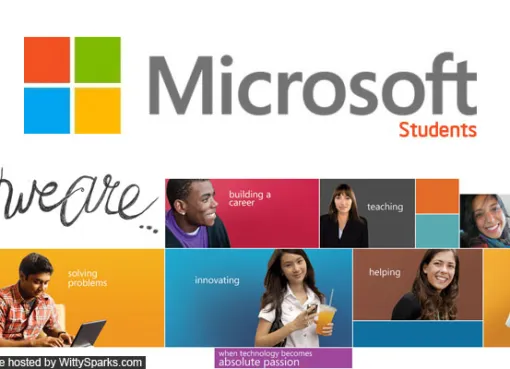 Microsoft
Students
we are...
building a
career
teaching
solving
problems
innovating
helping
when technology becomes
absolute passion
e hosted by WittySparks.com